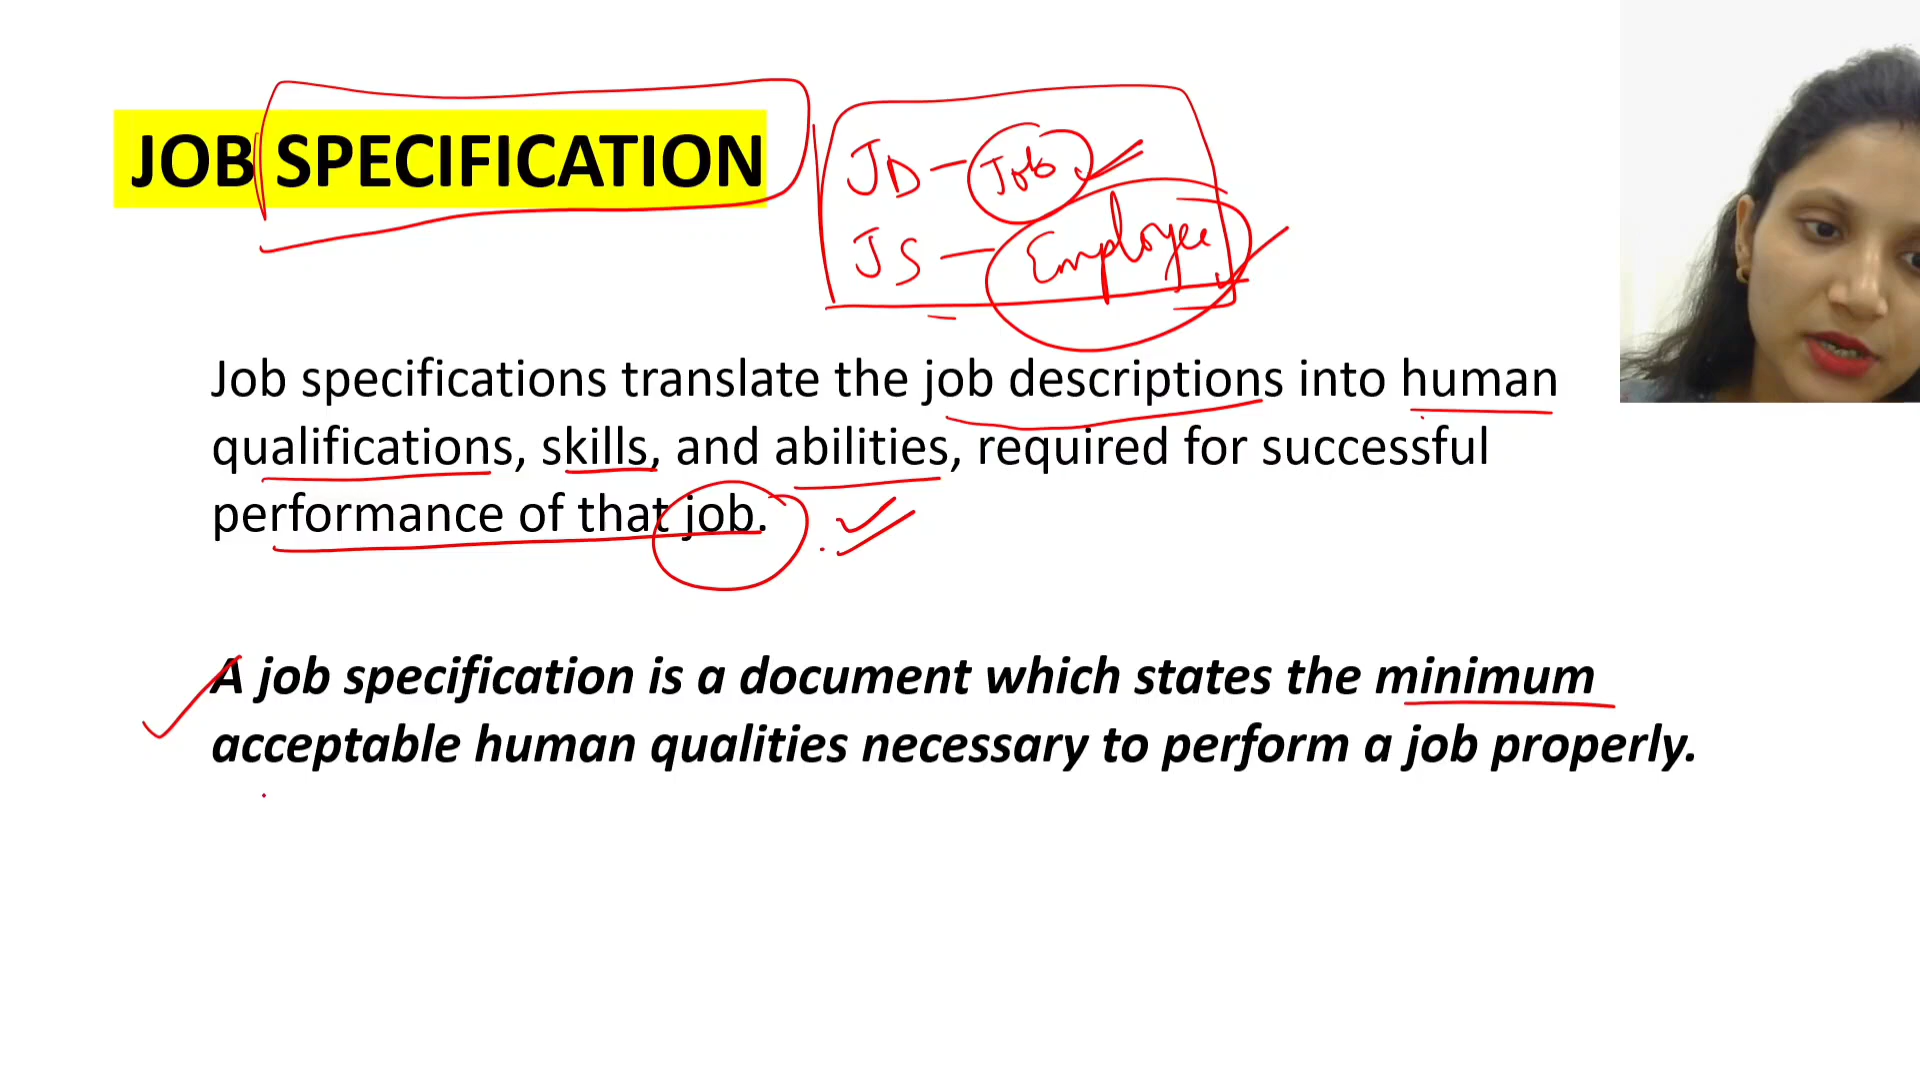 JOB SPECIFICATION
JD - Job
JS - Employee
Job specifications translate the job descriptions into human
qualifications, skills, and abilities, required for successful
performance of that job.
A job specification is a document which states the minimum
acceptable human qualities necessary to perform a job properly.